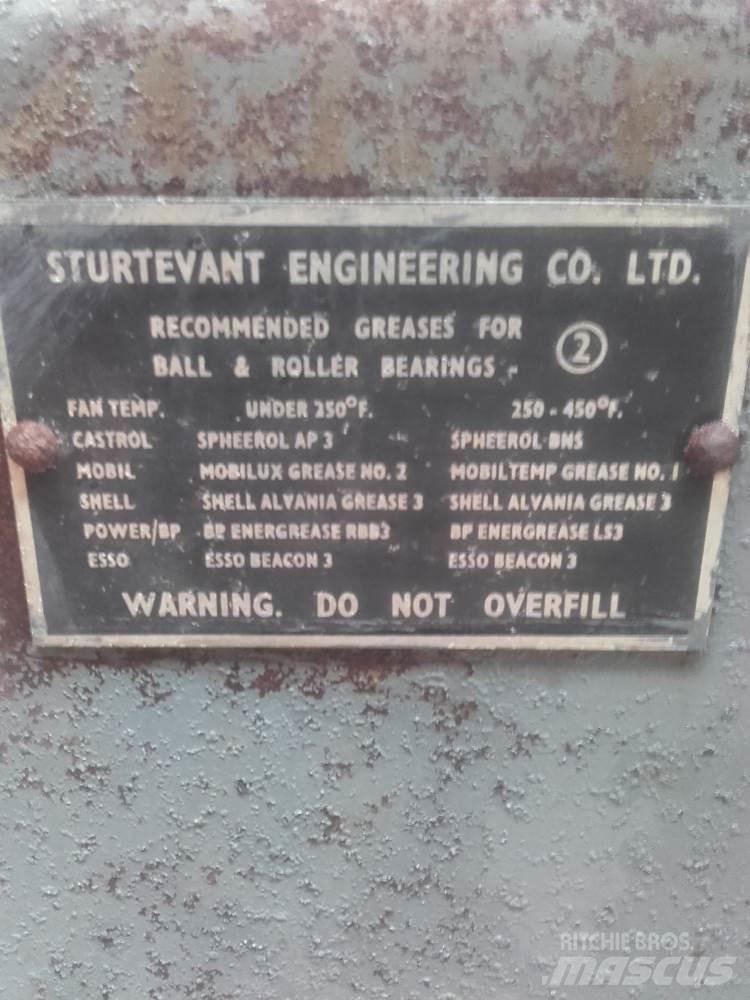 STURTEVANT ENGINEERING CO. LTD.
RECOMMENDED GREASES FOR
BALL & ROLLER BEARINGS - 2
FAN TEMP. UNDER 250°F. 250-450°F.
CASTROL SPHEEROL AP 3 SPHEEROL BNS
MOBIL MOBILUX GREASE NO. 2 MOBILTEMP GREASE NO. 1
SHELL SHELL ALVANIA GREASE 3 SHELL ALVANIA GREASE 3
POWER/BP BP ENERGREASE RBB3 BP ENERGREASE LS3
ESSO ESSO BEACON 3 ESSO BEACON 3
WARNING. DO NOT OVERFILL
RITCHIE BROS.
MASCUS